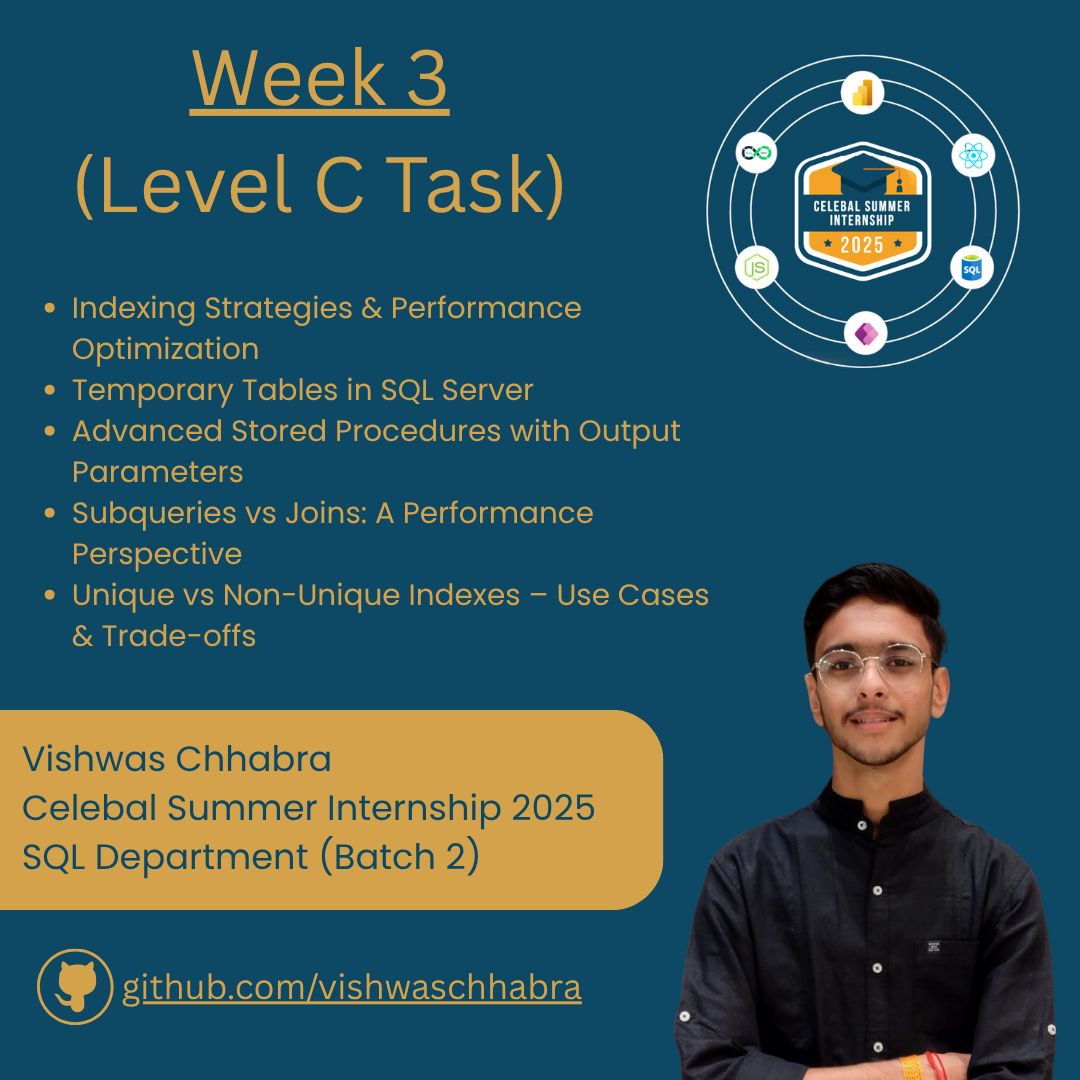 Week 3
(Level C Task)
CELEBAL SUMMER
INTERNSHIP
2025
JS
SQL
• Indexing Strategies & Performance
Optimization
• Temporary Tables in SQL Server
• Advanced Stored Procedures with Output
Parameters
• Subqueries vs Joins: A Performance
Perspective
• Unique vs Non-Unique Indexes – Use Cases
& Trade-offs
Vishwas Chhabra
Celebal Summer Internship 2025
SQL Department (Batch 2)
github.com/vishwaschhabra